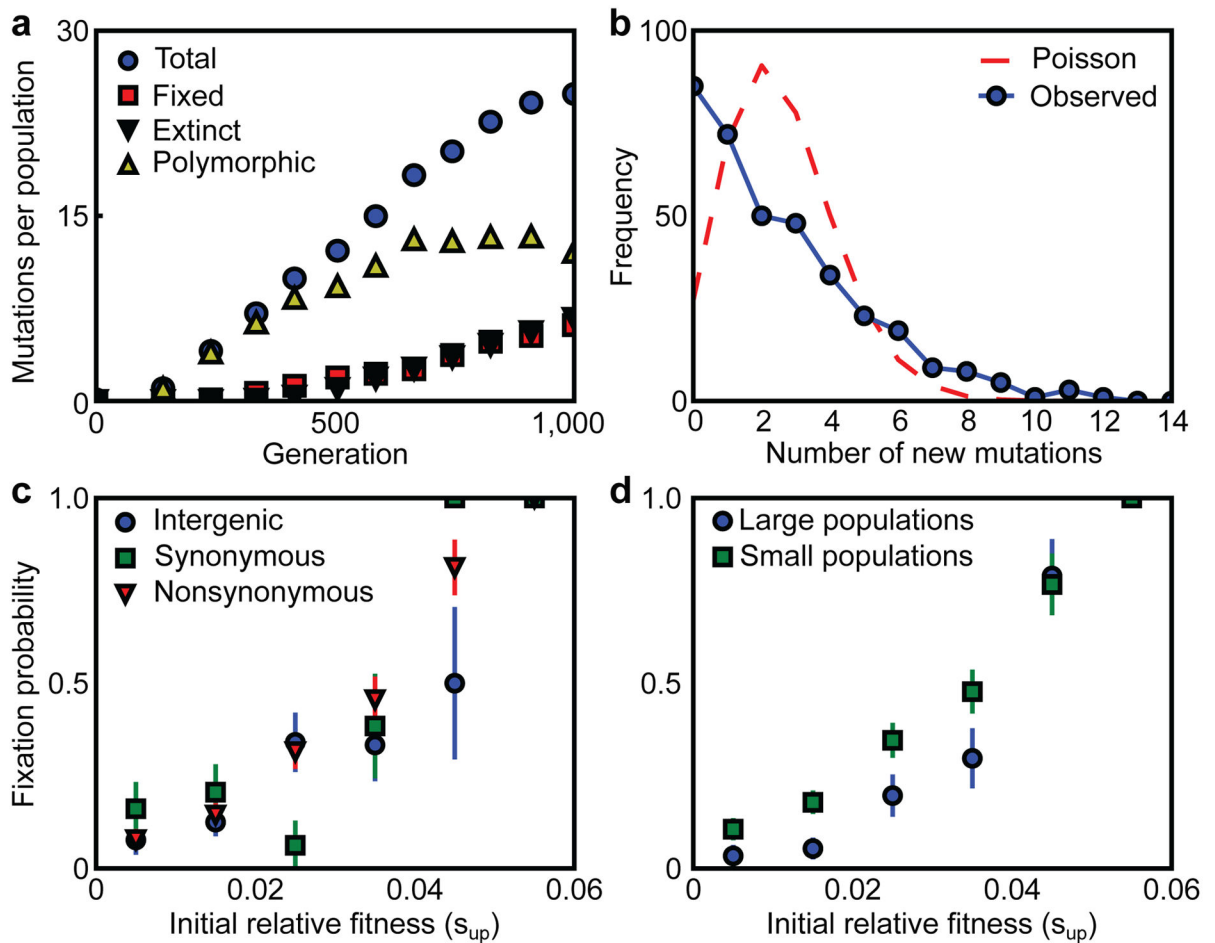 a
30
Total
Fixed
Extinct
Polymorphic
Mutations per population
15
0
0
500
1,000
Generation
b
100
Poisson
Observed
Frequency
50
0
0 2 4 6 8 10 12 14
Number of new mutations
c
1.0
Intergenic
Synonymous
Nonsynonymous
Fixation probability
0.5
0
0 0.02 0.04 0.06
Initial relative fitness (sup)
d
1.0
Large populations
Small populations
0.5
0
0 0.02 0.04 0.06
Initial relative fitness (sup)